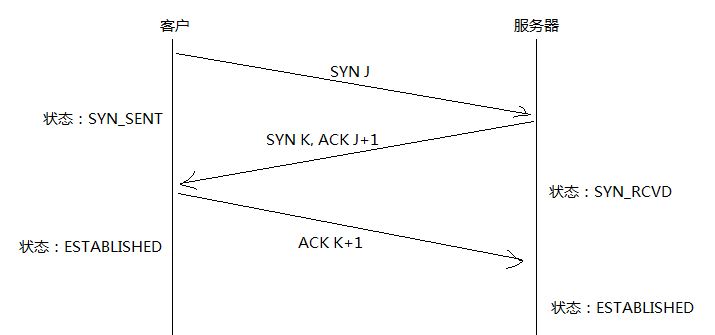 客户
服务器
SYN J
状态：SYN_SENT
SYN K, ACK J+1
状态：SYN_RCVD
状态：ESTABLISHED
ACK K+1
状态：ESTABLISHED